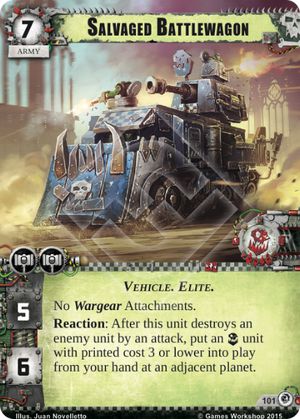 7
ARMY
SALVAGED BATTLEWAGON
VEHICLE. ELITE.
5
No Wargear Attachments.
Reaction: After this unit destroys an
enemy unit by an attack, put an unit
with printed cost 3 or lower into play
from your hand at an adjacent planet.
6
101
Illus. Juan Novelletto
© Games Workshop 2015